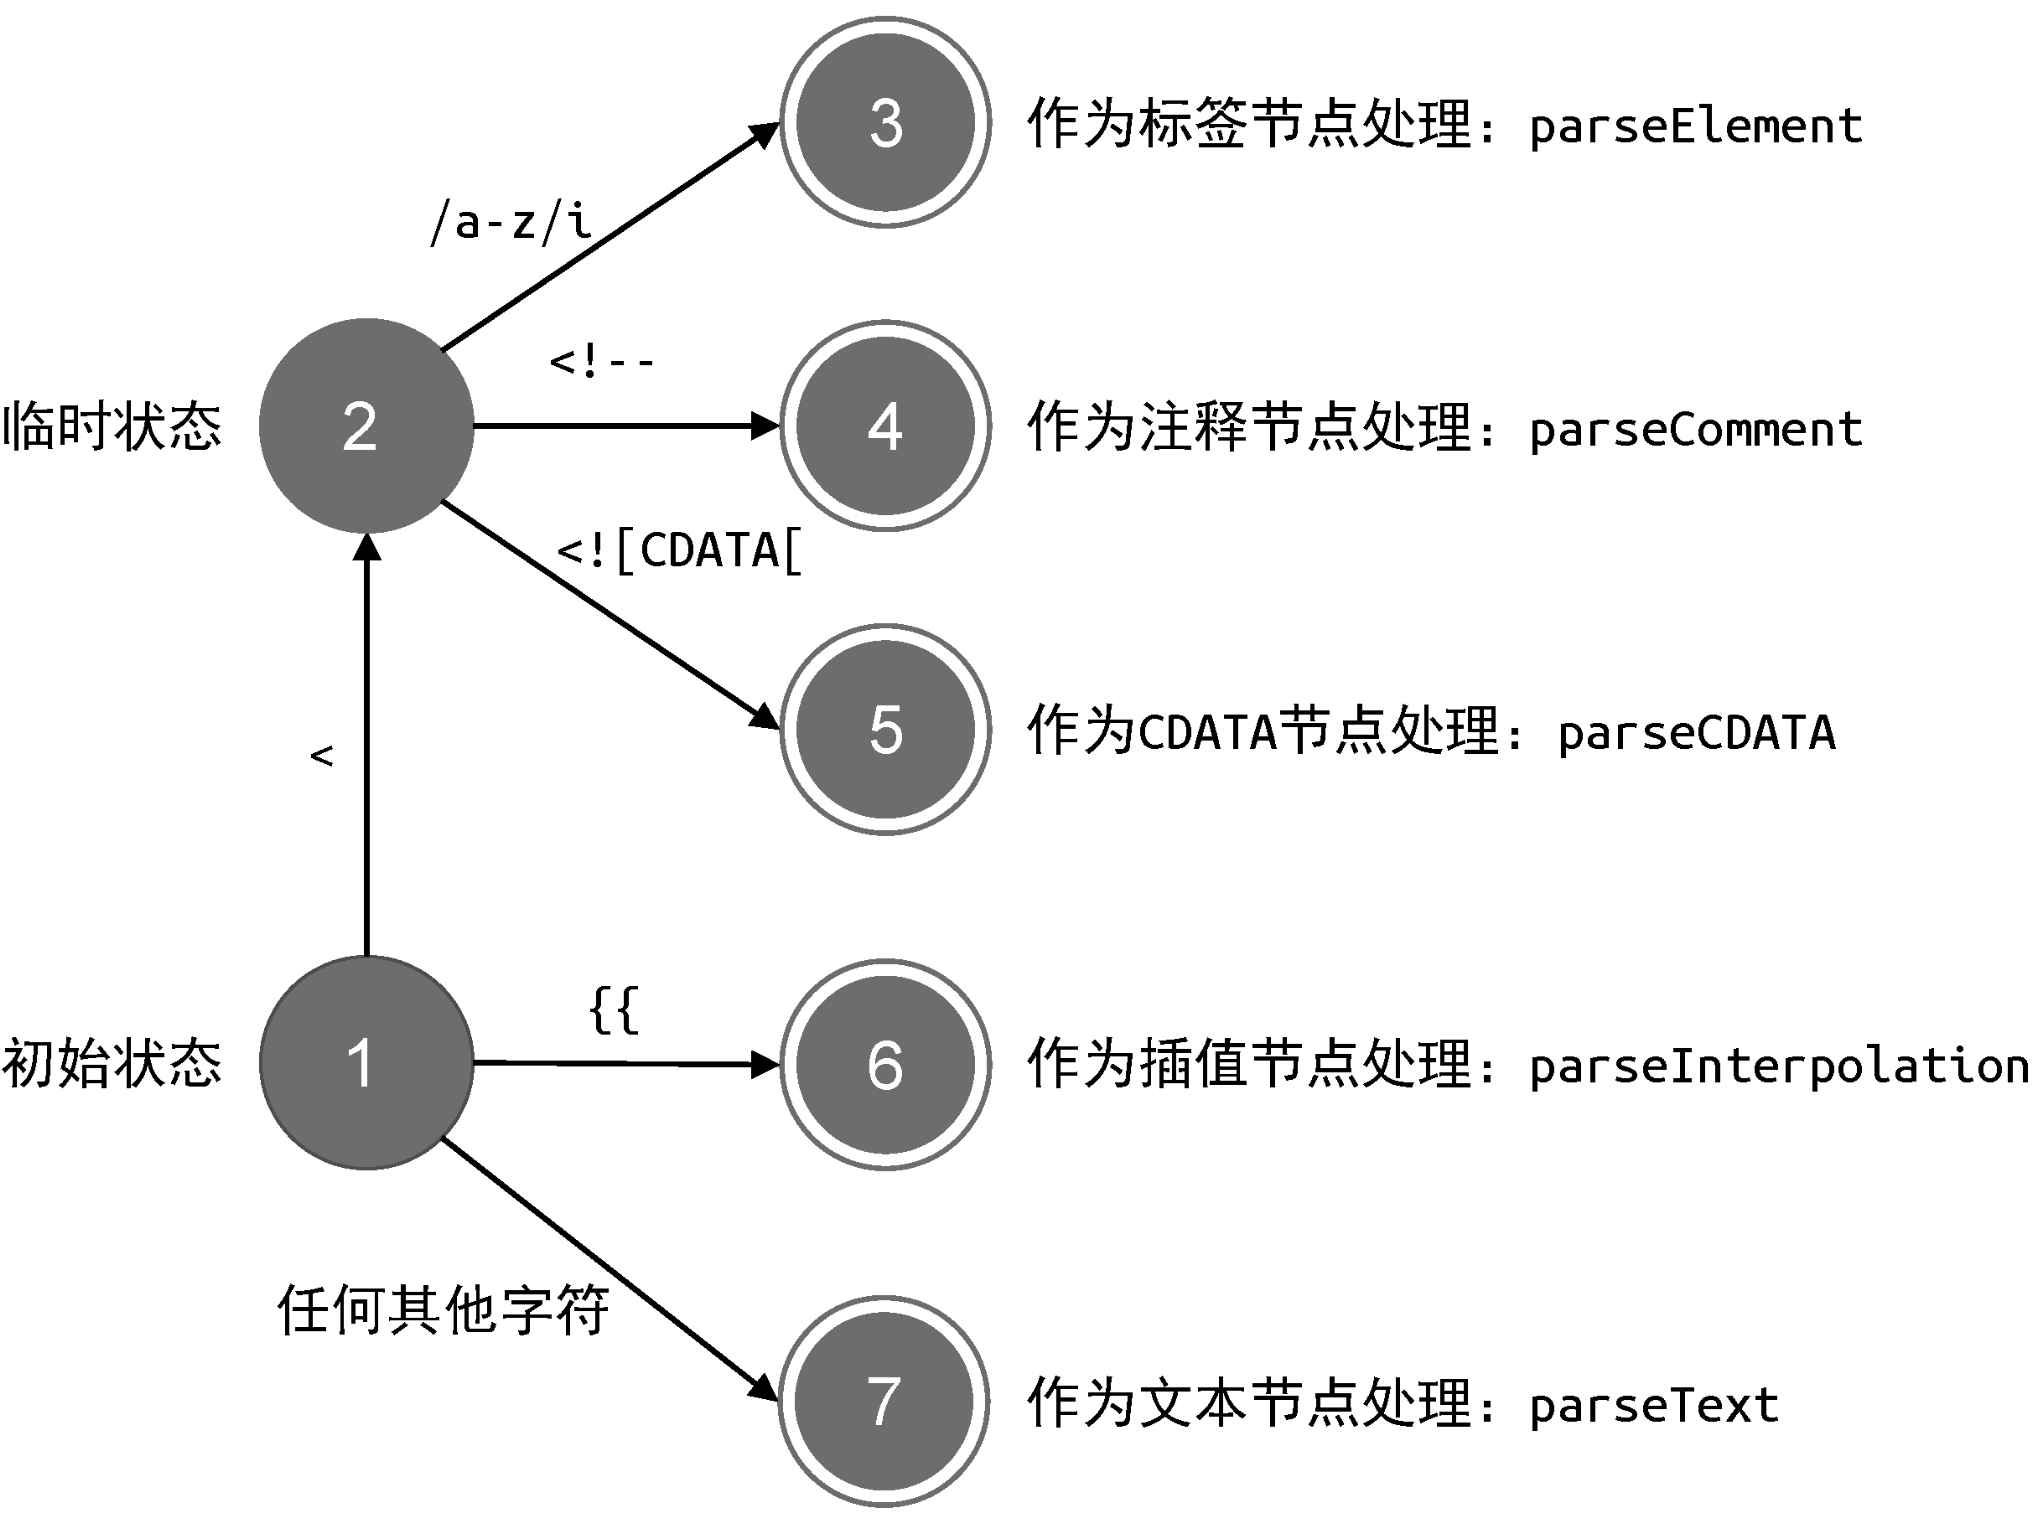 3
作为标签节点处理：parseElement
/a-z/i
<!--
临时状态
2
4
作为注释节点处理：parseComment
<![CDATA[
5
作为CDATA节点处理：parseCDATA
<
{{
初始状态
1
6
作为插值节点处理：parseInterpolation
任何其他字符
7
作为文本节点处理：parseText